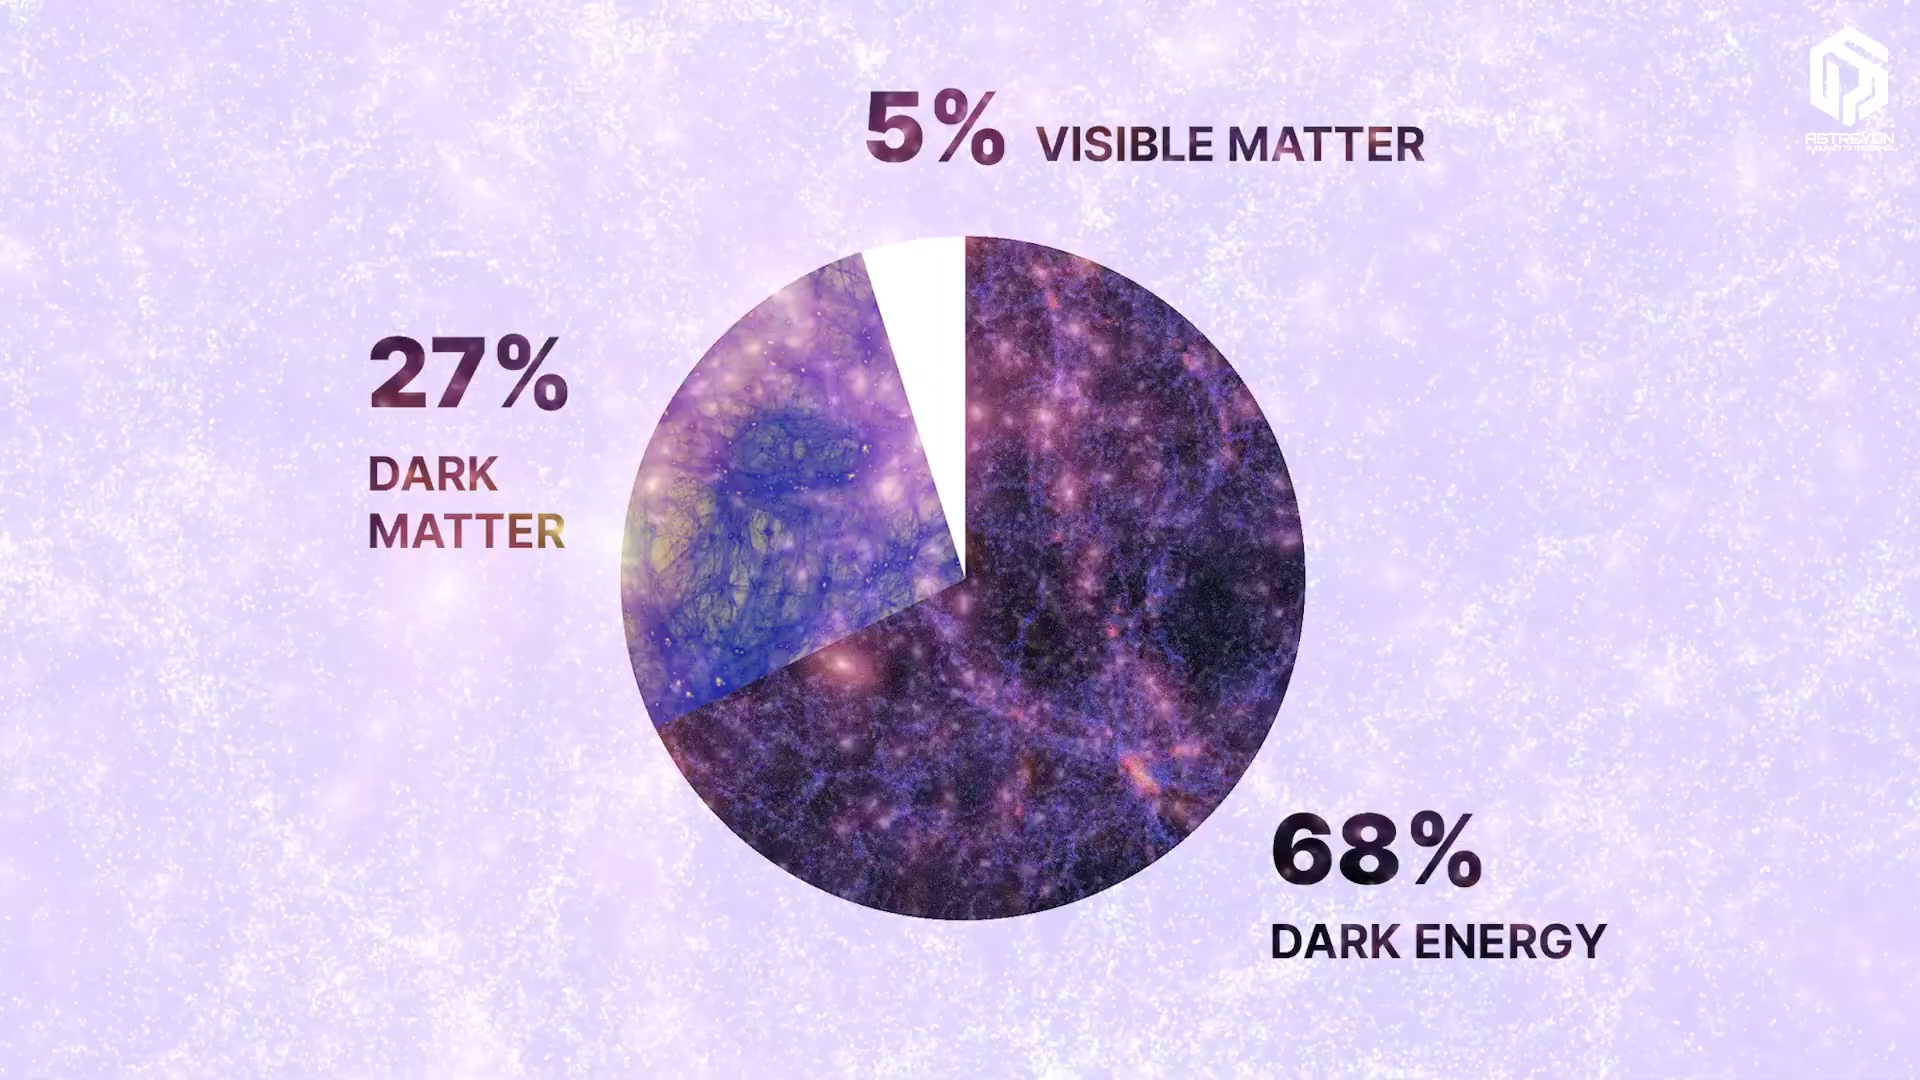 5% VISIBLE MATTER
27%
DARK
MATTER
68%
DARK ENERGY
ASTREYON